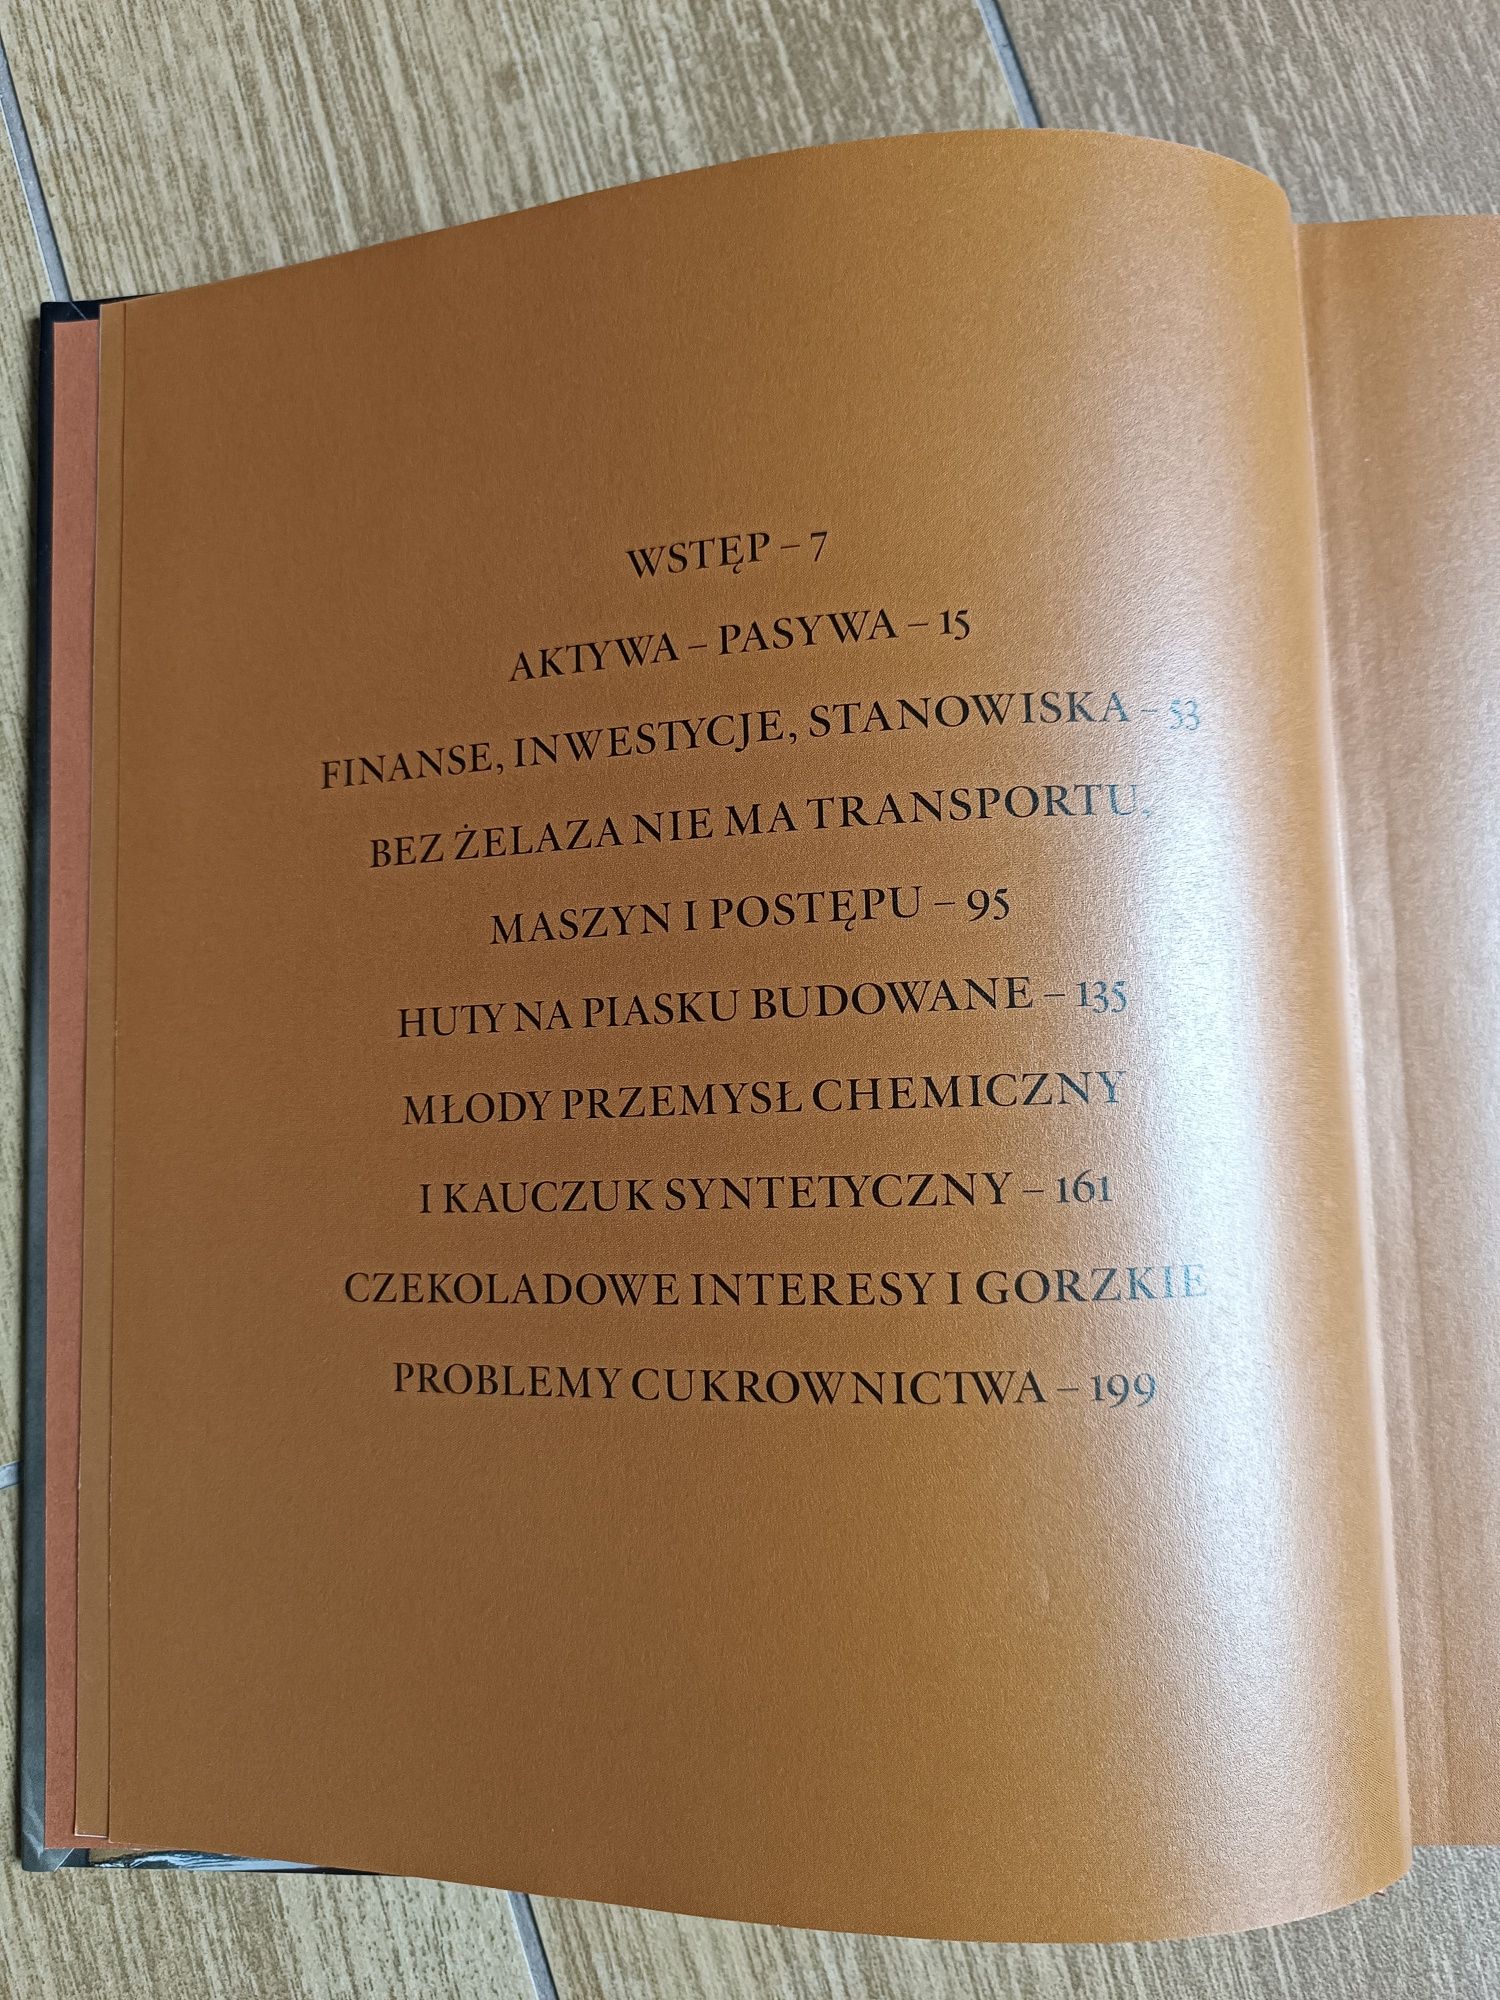 WSTĘP – 7
AKTYWA – PASYWA – 15
FINANSE, INWESTYCJE, STANOWISKA – 53
BEZ ŻELAZA NIE MA TRANSPORTU,
MASZYN I POSTĘPU – 95
HUTY NA PIASKU BUDOWANE – 135
MŁODY PRZEMYSŁ CHEMICZNY
I KAUCZUK SYNTETYCZNY – 161
CZEKOLADOWE INTERESY I GORZKIE
PROBLEMY CUKROWNICTWA – 199